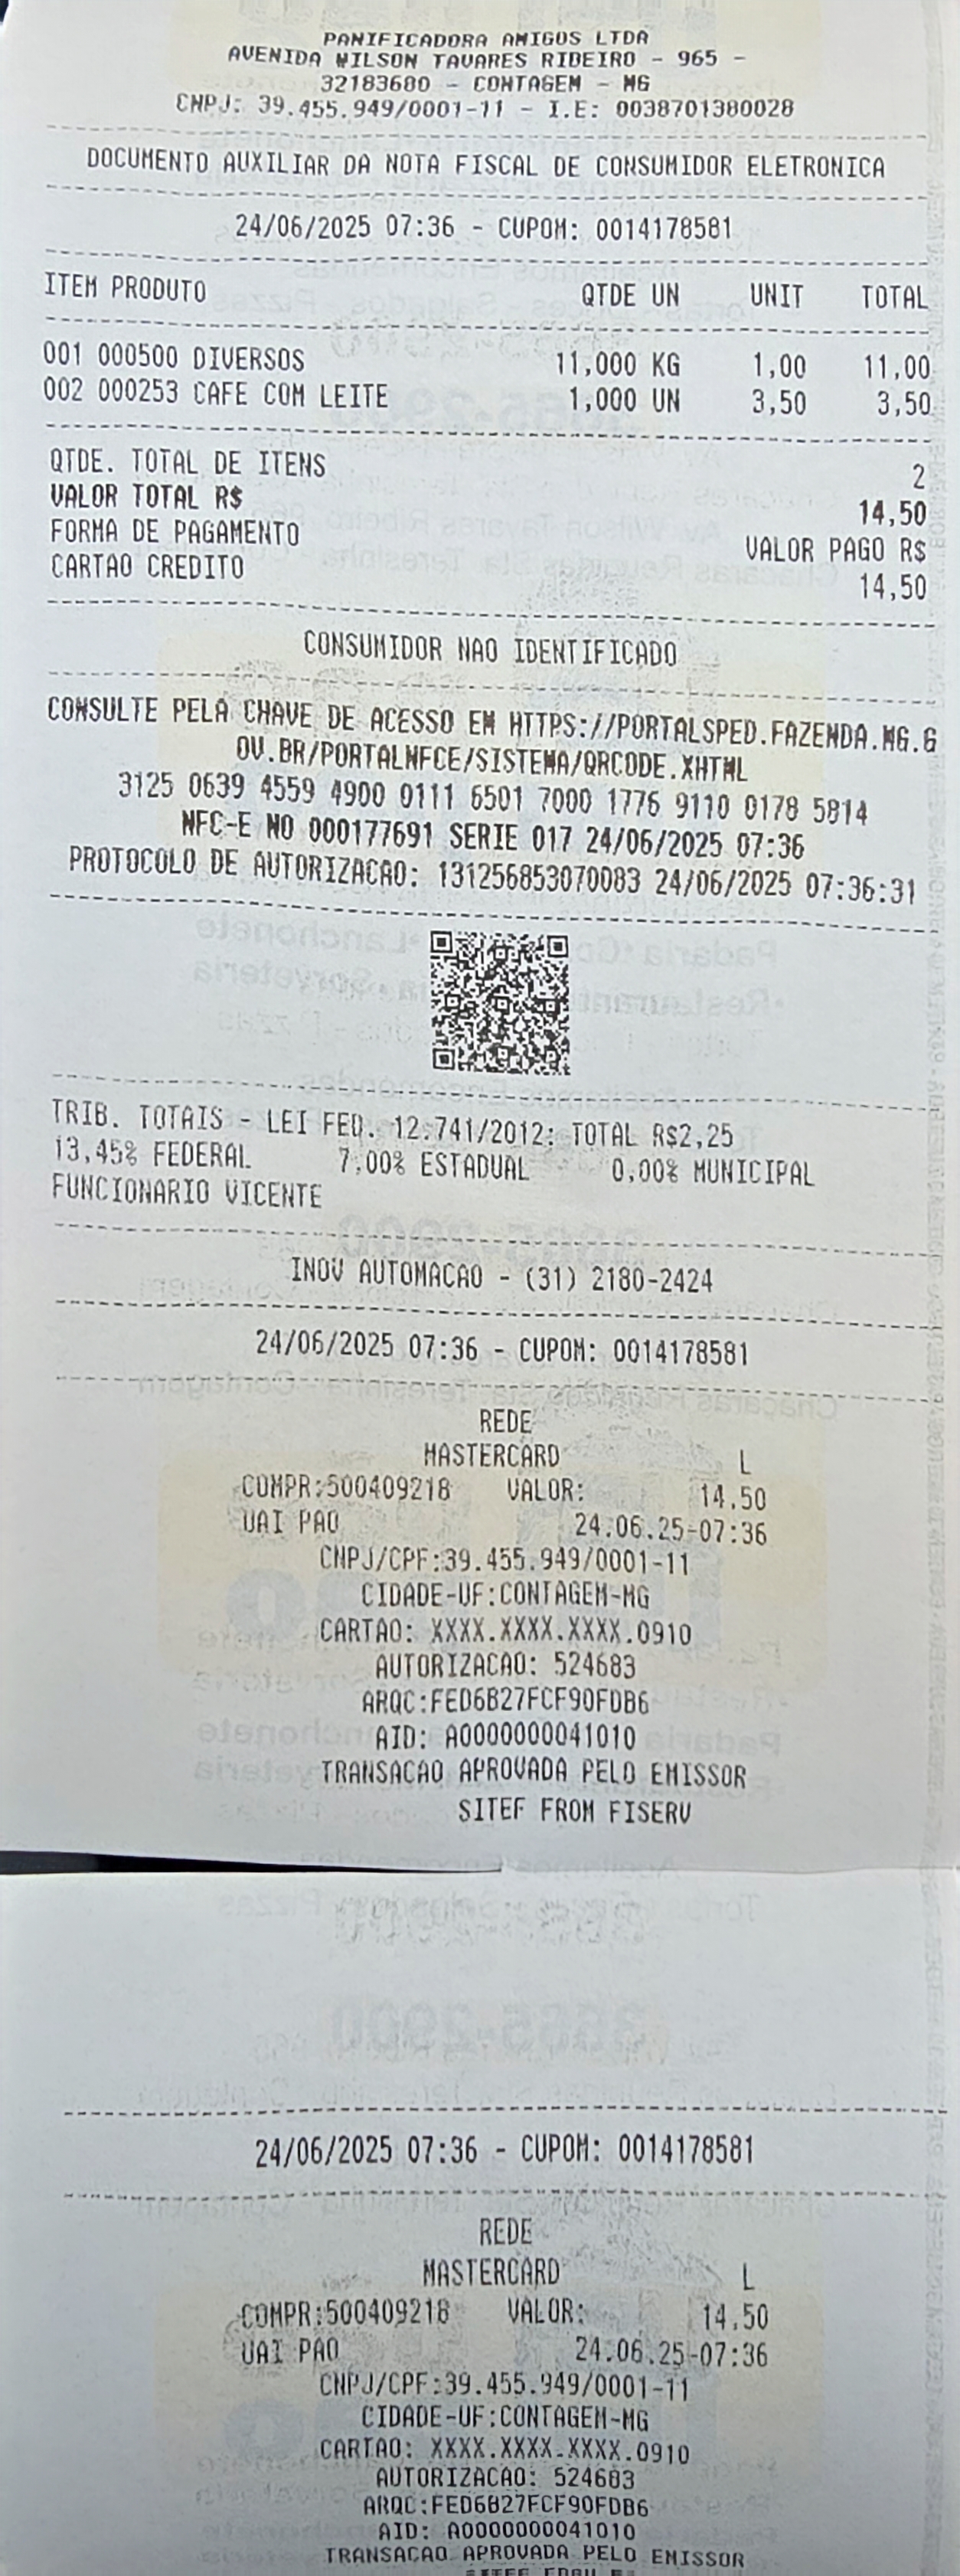 PANIFICADORA AMIGOS LTDA
AVENIDA WILSON TAVARES RIBEIRO - 965 -
32183680 - CONTAGEM - MG
CNPJ: 39.455.949/0001-11 - I.E: 0038701380028
DOCUMENTO AUXILIAR DA NOTA FISCAL DE CONSUMIDOR ELETRONICA
24/06/2025 07:36 - CUPOM: 0014178581
ITEM PRODUTO QTDE UN UNIT TOTAL
001 000500 DIVERSOS 11,000 KG 1,00 11,00
002 000253 CAFE COM LEITE 1,000 UN 3,50 3,50
QTDE. TOTAL DE ITENS 2
VALOR TOTAL R$ 14,50
FORMA DE PAGAMENTO VALOR PAGO R$
CARTAO CREDITO 14,50
CONSUMIDOR NAO IDENTIFICADO
CONSULTE PELA CHAVE DE ACESSO EM HTTPS://PORTALSPED.FAZENDA.MG.G
OV.BR/PORTALNFCE/SISTEMA/QRCODE.XHTML
3125 0639 4559 4900 0111 6501 7000 1776 9110 0178 5814
NFC-E NO 000177691 SERIE 017 24/06/2025 07:36
PROTOCOLO DE AUTORIZACAO: 131256853070083 24/06/2025 07:36:31
TRIB. TOTAIS - LEI FED. 12.741/2012: TOTAL R$2,25
13,45% FEDERAL 7,00% ESTADUAL 0,00% MUNICIPAL
FUNCIONARIO VICENTE
INOV AUTOMACAO - (31) 2180-2424
24/06/2025 07:36 - CUPOM: 0014178581
REDE
MASTERCARD L
COMPR:500409218 VALOR: 14,50
UAI PAO 24.06.25-07:36
CNPJ/CPF:39.455.949/0001-11
CIDADE-UF:CONTAGEM-MG
CARTAO: XXXX.XXXX.XXXX.0910
AUTORIZACAO: 524683
ARQC:FED6B27FCF90FDB6
AID: A0000000041010
TRANSACAO APROVADA PELO EMISSOR
SITEF FROM FISERV
24/06/2025 07:36 - CUPOM: 0014178581
REDE
MASTERCARD L
COMPR:500409218 VALOR: 14,50
UAI PAO 24.06.25-07:36
CNPJ/CPF:39.455.949/0001-11
CIDADE-UF:CONTAGEM-MG
CARTAO: XXXX.XXXX.XXXX.0910
AUTORIZACAO: 524683
ARQC:FED6B27FCF90FDB6
AID: A0000000041010
TRANSACAO APROVADA PELO EMISSOR